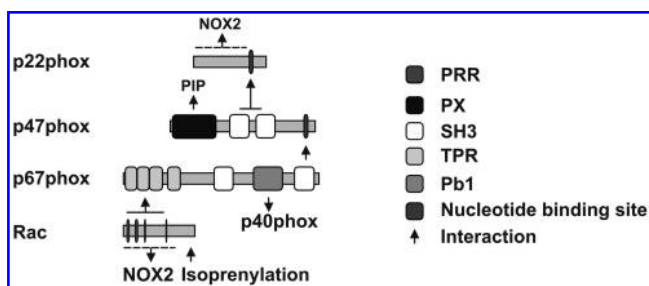 NOX2
p22phox
PIP
p47phox
p67phox
p40phox
Rac
NOX2 Isoprenylation
PRR
PX
SH3
TPR
Pb1
Nucleotide binding site
Interaction